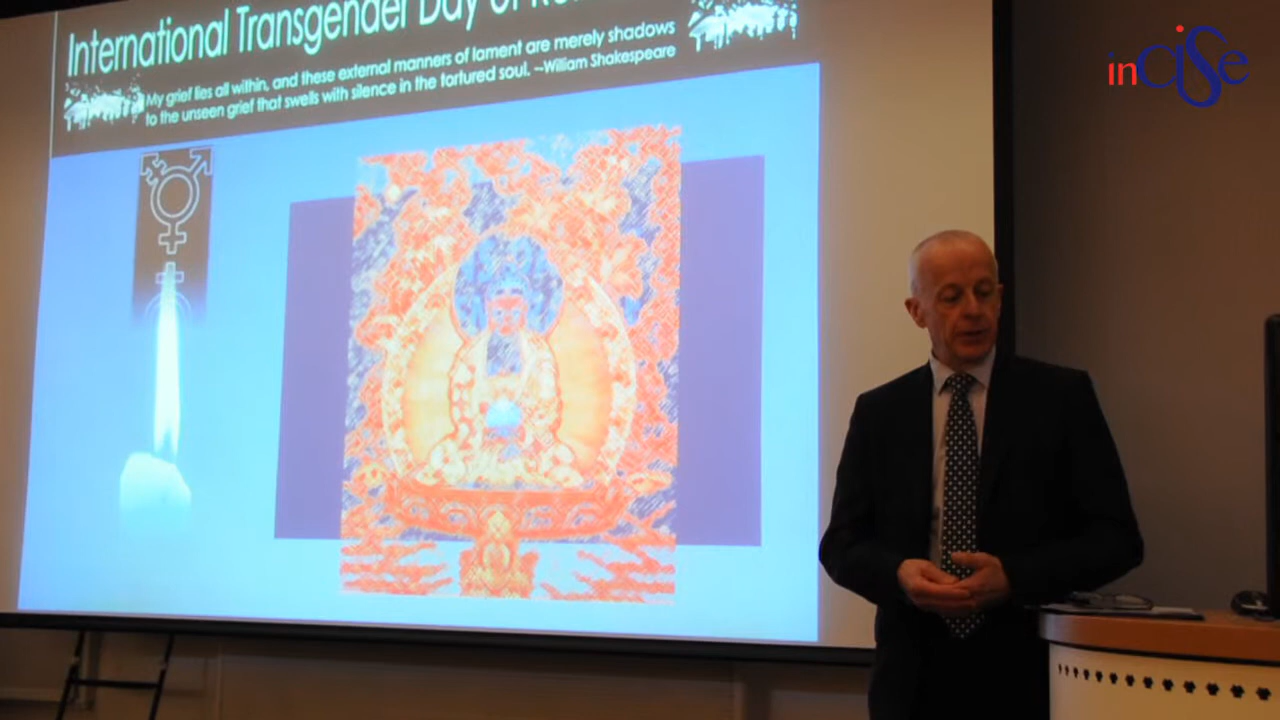 International Transgender Day of
My grief lies all within, and these external manners of lament are merely shadows
to the unseen grief that swells with silence in the tortured soul. --William Shakespeare
inCiSe